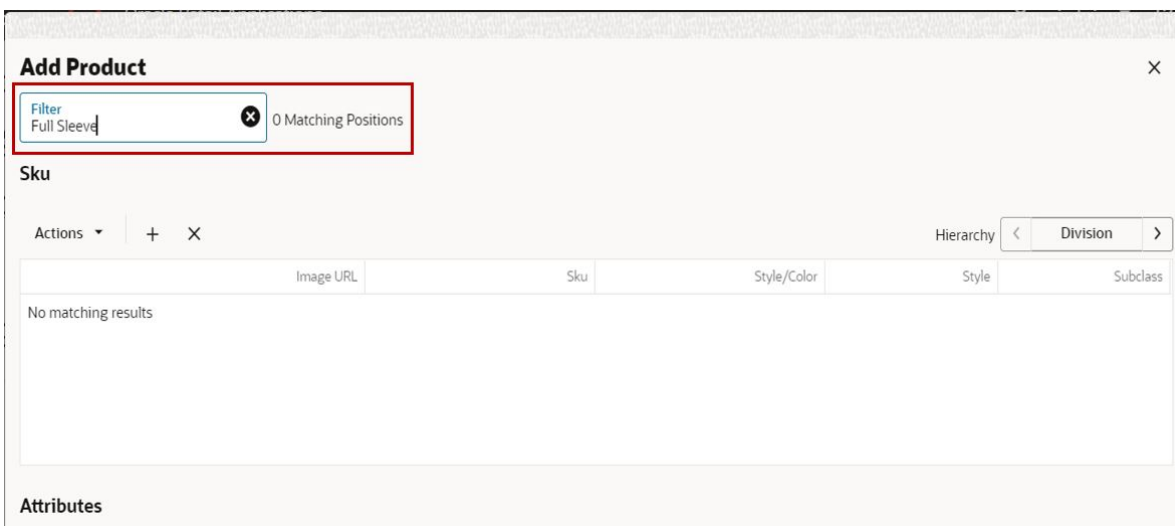 Add Product
Filter
Full Sleeve
0 Matching Positions
Sku
Actions
Hierarchy
Division
Image URL Sku Style/Color Style Subclass
No matching results
Attributes